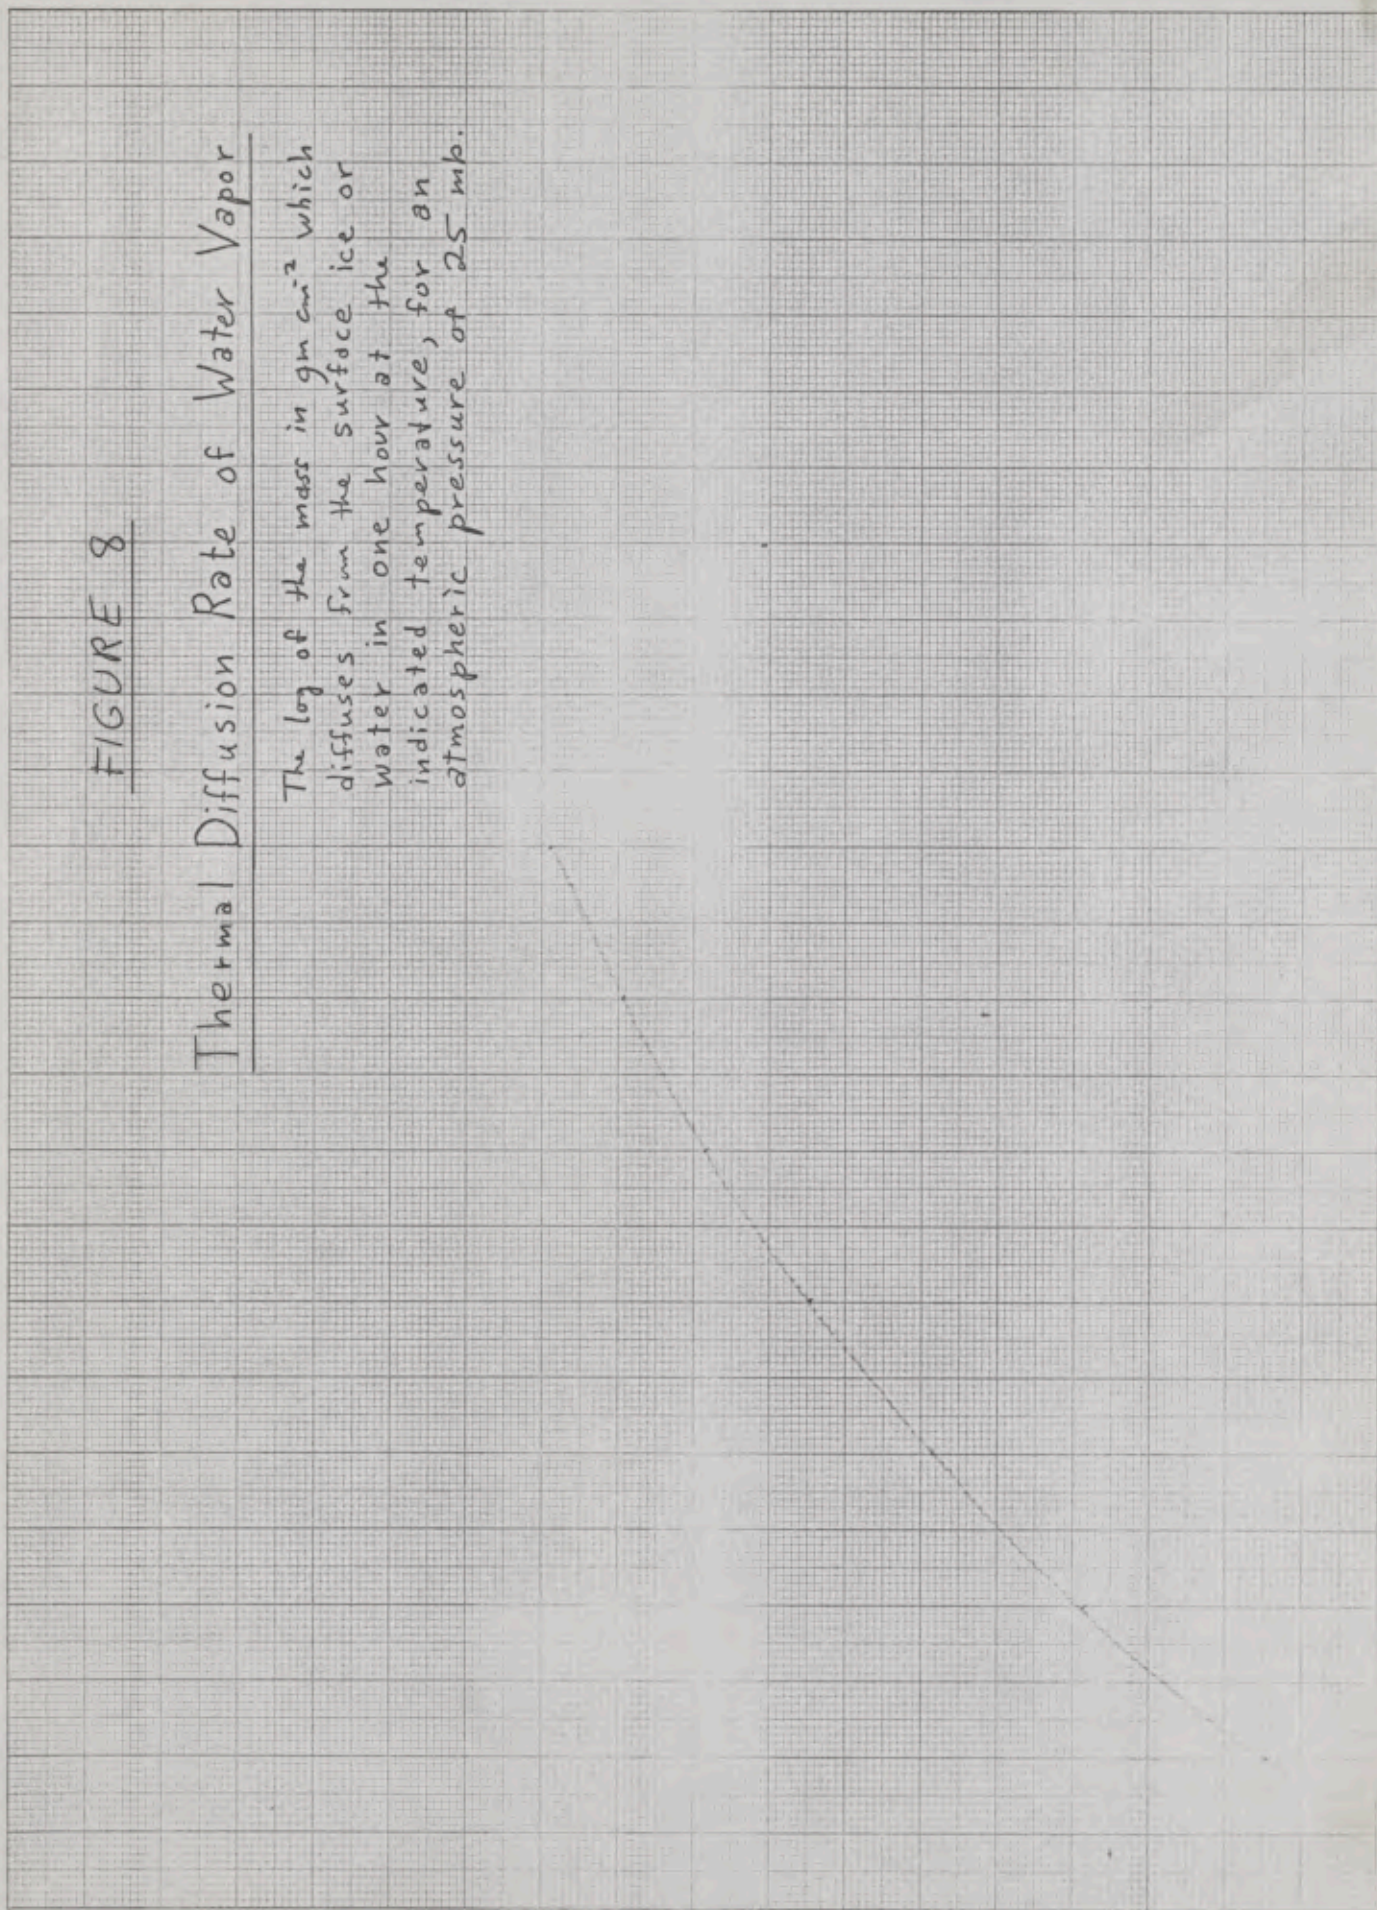 FIGURE 8
Thermal Diffusion Rate of Water Vapor
The log of the mass in gm cm⁻² which
diffuses from the surface ice or
water in one hour at the
indicated temperature, for an
atmospheric pressure of 25 mb.